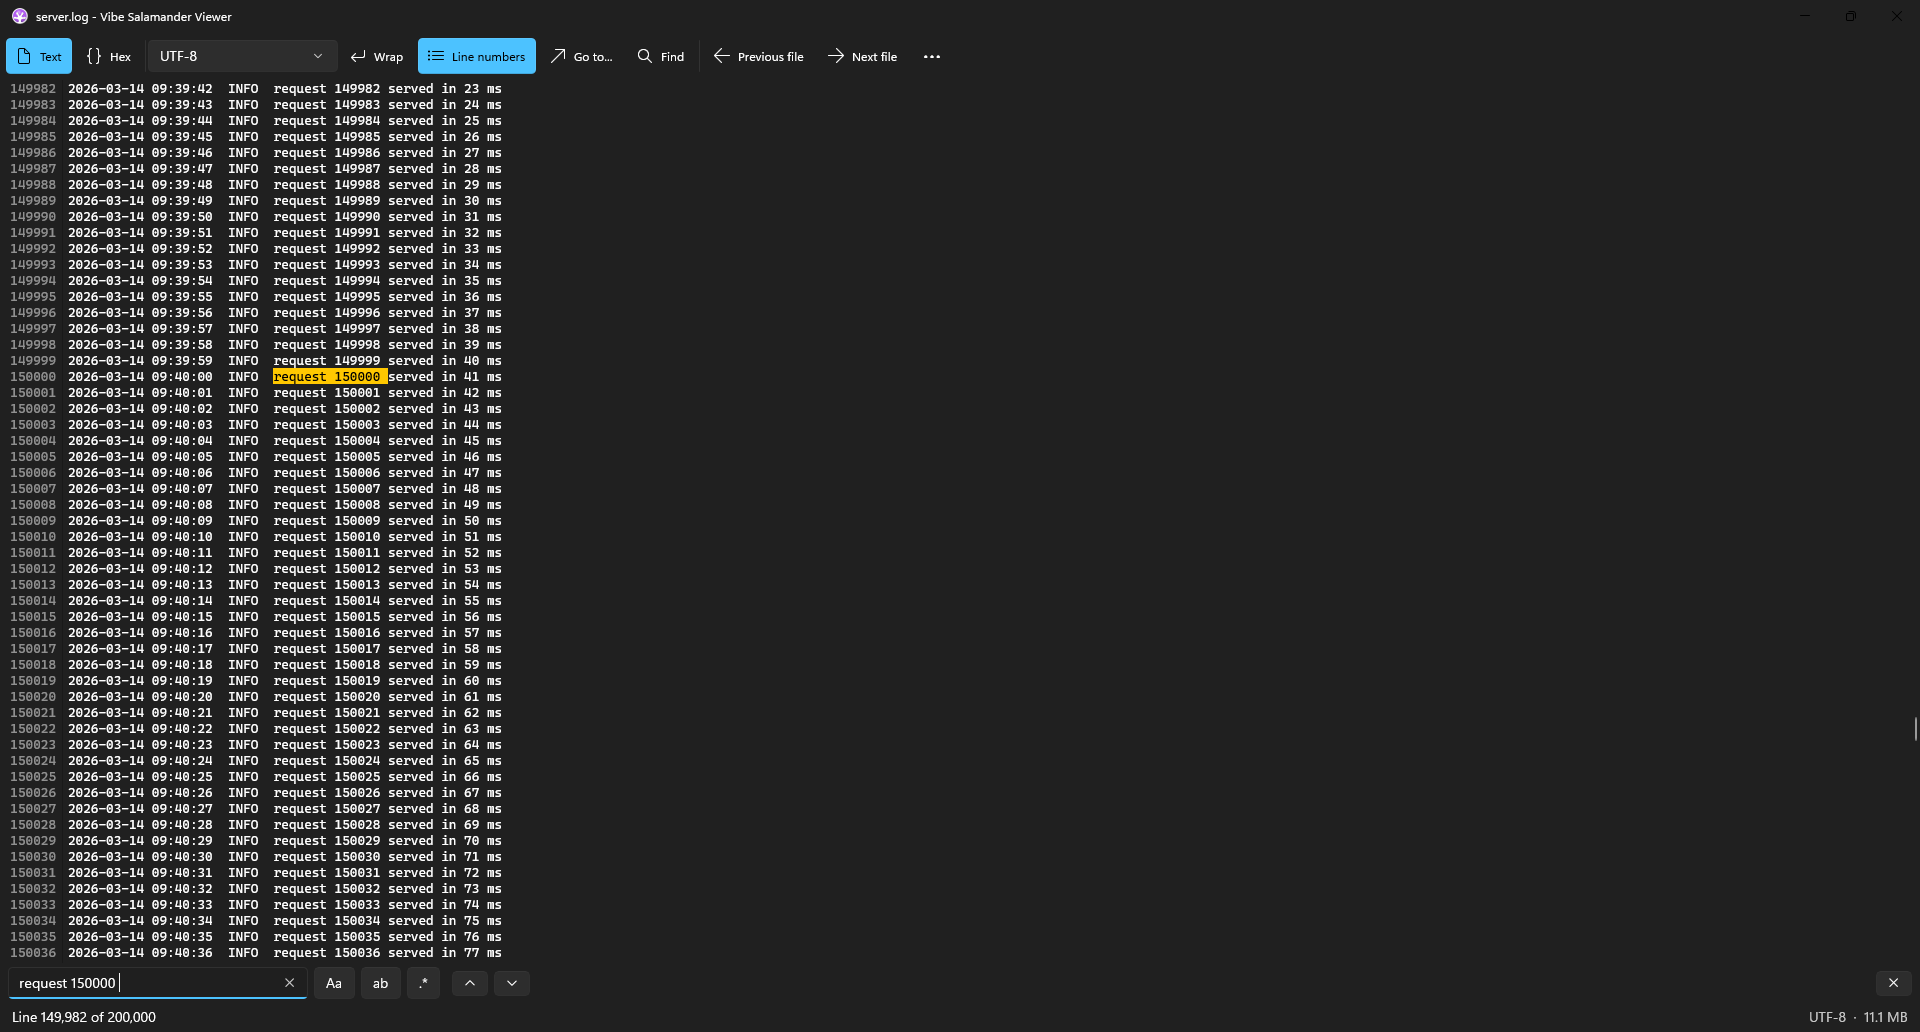 server.log - Vibe Salamander Viewer
Text Hex UTF-8 Wrap Line numbers Go to... Find Previous file Next file
149982 2026-03-14 09:39:42 INFO request 149982 served in 23 ms
149983 2026-03-14 09:39:43 INFO request 149983 served in 24 ms
149984 2026-03-14 09:39:44 INFO request 149984 served in 25 ms
149985 2026-03-14 09:39:45 INFO request 149985 served in 26 ms
149986 2026-03-14 09:39:46 INFO request 149986 served in 27 ms
149987 2026-03-14 09:39:47 INFO request 149987 served in 28 ms
149988 2026-03-14 09:39:48 INFO request 149988 served in 29 ms
149989 2026-03-14 09:39:49 INFO request 149989 served in 30 ms
149990 2026-03-14 09:39:50 INFO request 149990 served in 31 ms
149991 2026-03-14 09:39:51 INFO request 149991 served in 32 ms
149992 2026-03-14 09:39:52 INFO request 149992 served in 33 ms
149993 2026-03-14 09:39:53 INFO request 149993 served in 34 ms
149994 2026-03-14 09:39:54 INFO request 149994 served in 35 ms
149995 2026-03-14 09:39:55 INFO request 149995 served in 36 ms
149996 2026-03-14 09:39:56 INFO request 149996 served in 37 ms
149997 2026-03-14 09:39:57 INFO request 149997 served in 38 ms
149998 2026-03-14 09:39:58 INFO request 149998 served in 39 ms
149999 2026-03-14 09:39:59 INFO request 149999 served in 40 ms
150000 2026-03-14 09:40:00 INFO request 150000 served in 41 ms
150001 2026-03-14 09:40:01 INFO request 150001 served in 42 ms
150002 2026-03-14 09:40:02 INFO request 150002 served in 43 ms
150003 2026-03-14 09:40:03 INFO request 150003 served in 44 ms
150004 2026-03-14 09:40:04 INFO request 150004 served in 45 ms
150005 2026-03-14 09:40:05 INFO request 150005 served in 46 ms
150006 2026-03-14 09:40:06 INFO request 150006 served in 47 ms
150007 2026-03-14 09:40:07 INFO request 150007 served in 48 ms
150008 2026-03-14 09:40:08 INFO request 150008 served in 49 ms
150009 2026-03-14 09:40:09 INFO request 150009 served in 50 ms
150010 2026-03-14 09:40:10 INFO request 150010 served in 51 ms
150011 2026-03-14 09:40:11 INFO request 150011 served in 52 ms
150012 2026-03-14 09:40:12 INFO request 150012 served in 53 ms
150013 2026-03-14 09:40:13 INFO request 150013 served in 54 ms
150014 2026-03-14 09:40:14 INFO request 150014 served in 55 ms
150015 2026-03-14 09:40:15 INFO request 150015 served in 56 ms
150016 2026-03-14 09:40:16 INFO request 150016 served in 57 ms
150017 2026-03-14 09:40:17 INFO request 150017 served in 58 ms
150018 2026-03-14 09:40:18 INFO request 150018 served in 59 ms
150019 2026-03-14 09:40:19 INFO request 150019 served in 60 ms
150020 2026-03-14 09:40:20 INFO request 150020 served in 61 ms
150021 2026-03-14 09:40:21 INFO request 150021 served in 62 ms
150022 2026-03-14 09:40:22 INFO request 150022 served in 63 ms
150023 2026-03-14 09:40:23 INFO request 150023 served in 64 ms
150024 2026-03-14 09:40:24 INFO request 150024 served in 65 ms
150025 2026-03-14 09:40:25 INFO request 150025 served in 66 ms
150026 2026-03-14 09:40:26 INFO request 150026 served in 67 ms
150027 2026-03-14 09:40:27 INFO request 150027 served in 68 ms
150028 2026-03-14 09:40:28 INFO request 150028 served in 69 ms
150029 2026-03-14 09:40:29 INFO request 150029 served in 70 ms
150030 2026-03-14 09:40:30 INFO request 150030 served in 71 ms
150031 2026-03-14 09:40:31 INFO request 150031 served in 72 ms
150032 2026-03-14 09:40:32 INFO request 150032 served in 73 ms
150033 2026-03-14 09:40:33 INFO request 150033 served in 74 ms
150034 2026-03-14 09:40:34 INFO request 150034 served in 75 ms
150035 2026-03-14 09:40:35 INFO request 150035 served in 76 ms
150036 2026-03-14 09:40:36 INFO request 150036 served in 77 ms
request 150000 Aa ab .*
Line 149,982 of 200,000 UTF-8 · 11.1 MB